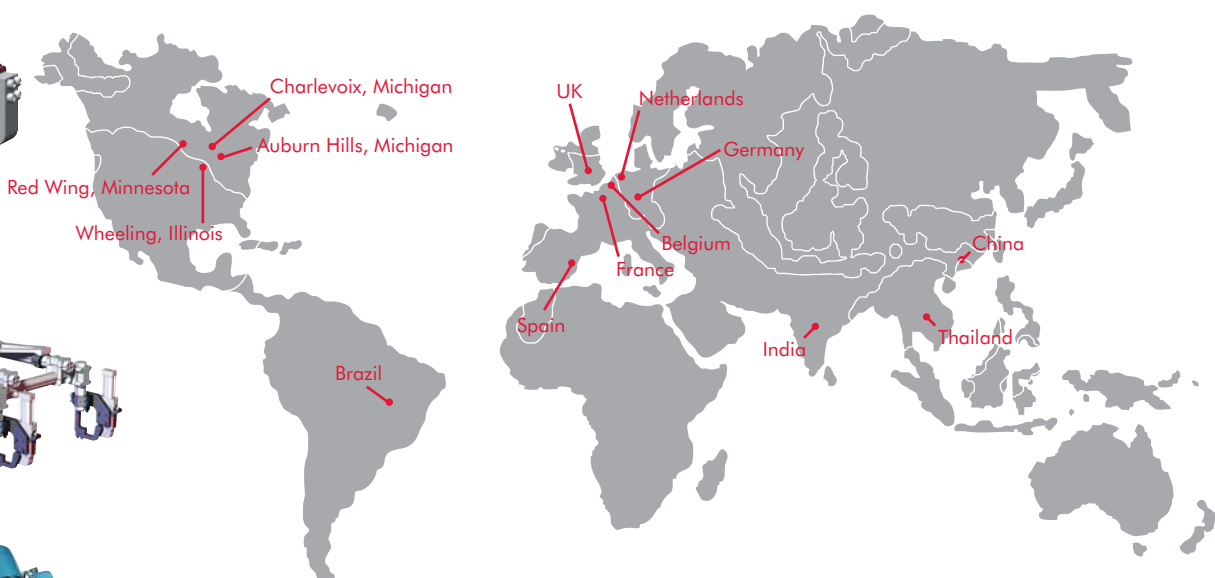 Charlevoix, Michigan
Auburn Hills, Michigan
Red Wing, Minnesota
Wheeling, Illinois
UK
Netherlands
Germany
Belgium
France
Spain
China
Thailand
India
Brazil